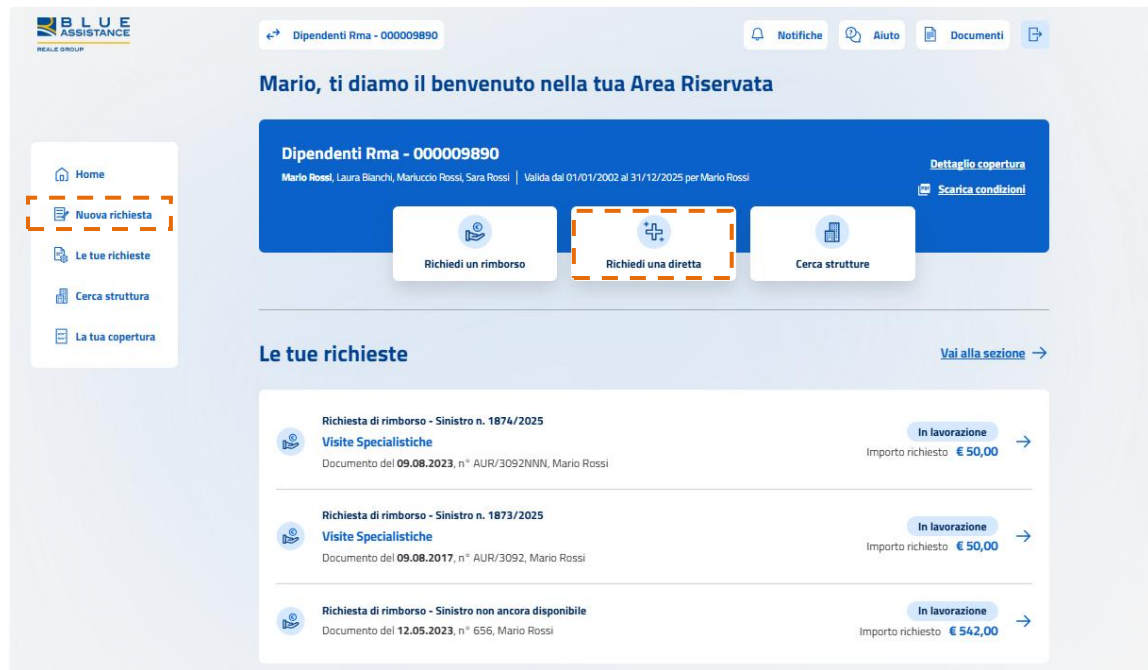 BLUE
ASSISTANCE
REALE GROUP
Dipendenti Rma - 000009890
Notifiche
Aiuto
Documenti
Mario, ti diamo il benvenuto nella tua Area Riservata
Home
Nuova richiesta
Le tue richieste
Cerca struttura
La tua copertura
Dipendenti Rma - 000009890
Mario Rossi, Laura Bianchi, Mariuccio Rossi, Sara Rossi | Valida dal 01/01/2002 al 31/12/2025 per Mario Rossi
Dettaglio copertura
Scarica condizioni
Richiedi un rimborso
Richiedi una diretta
Cerca strutture
Le tue richieste
Vai alla sezione
Richiesta di rimborso - Sinistro n. 1874/2025
Visite Specialistiche
Documento del 09.08.2023, n° AUR/3092NNN, Mario Rossi
In lavorazione
Importo richiesto € 50,00
Richiesta di rimborso - Sinistro n. 1873/2025
Visite Specialistiche
Documento del 09.08.2017, n° AUR/3092, Mario Rossi
In lavorazione
Importo richiesto € 50,00
Richiesta di rimborso - Sinistro non ancora disponibile
Documento del 12.05.2023, n° 656, Mario Rossi
In lavorazione
Importo richiesto € 542,00